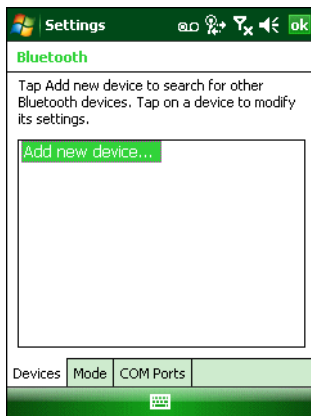 Settings
ok
Bluetooth
Tap Add new device to search for other
Bluetooth devices. Tap on a device to modify
its settings.
Add new device...
Devices Mode COM Ports